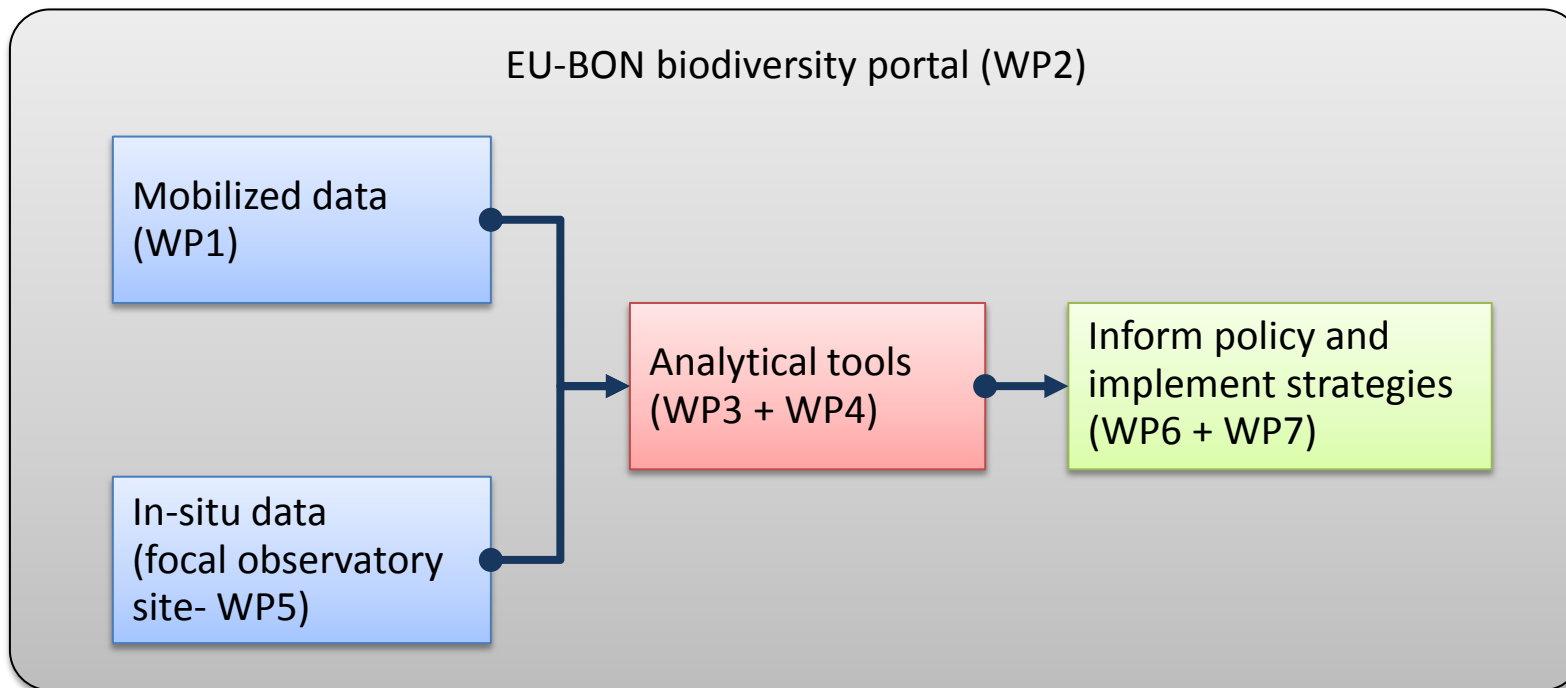 EU-BON biodiversity portal (WP2)
Mobilized data
(WP1)
In-situ data
(focal observatory
site- WP5)
Analytical tools
(WP3 + WP4)
Inform policy and
implement strategies
(WP6 + WP7)